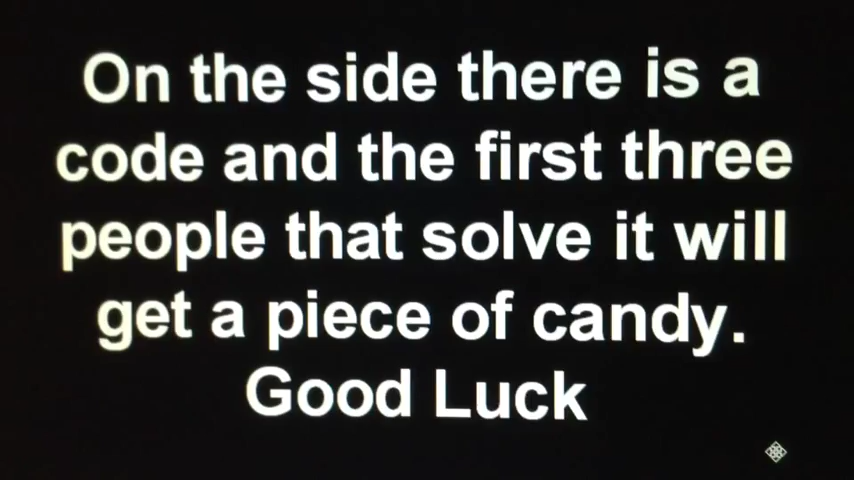 On the side there is a
code and the first three
people that solve it will
get a piece of candy.
Good Luck